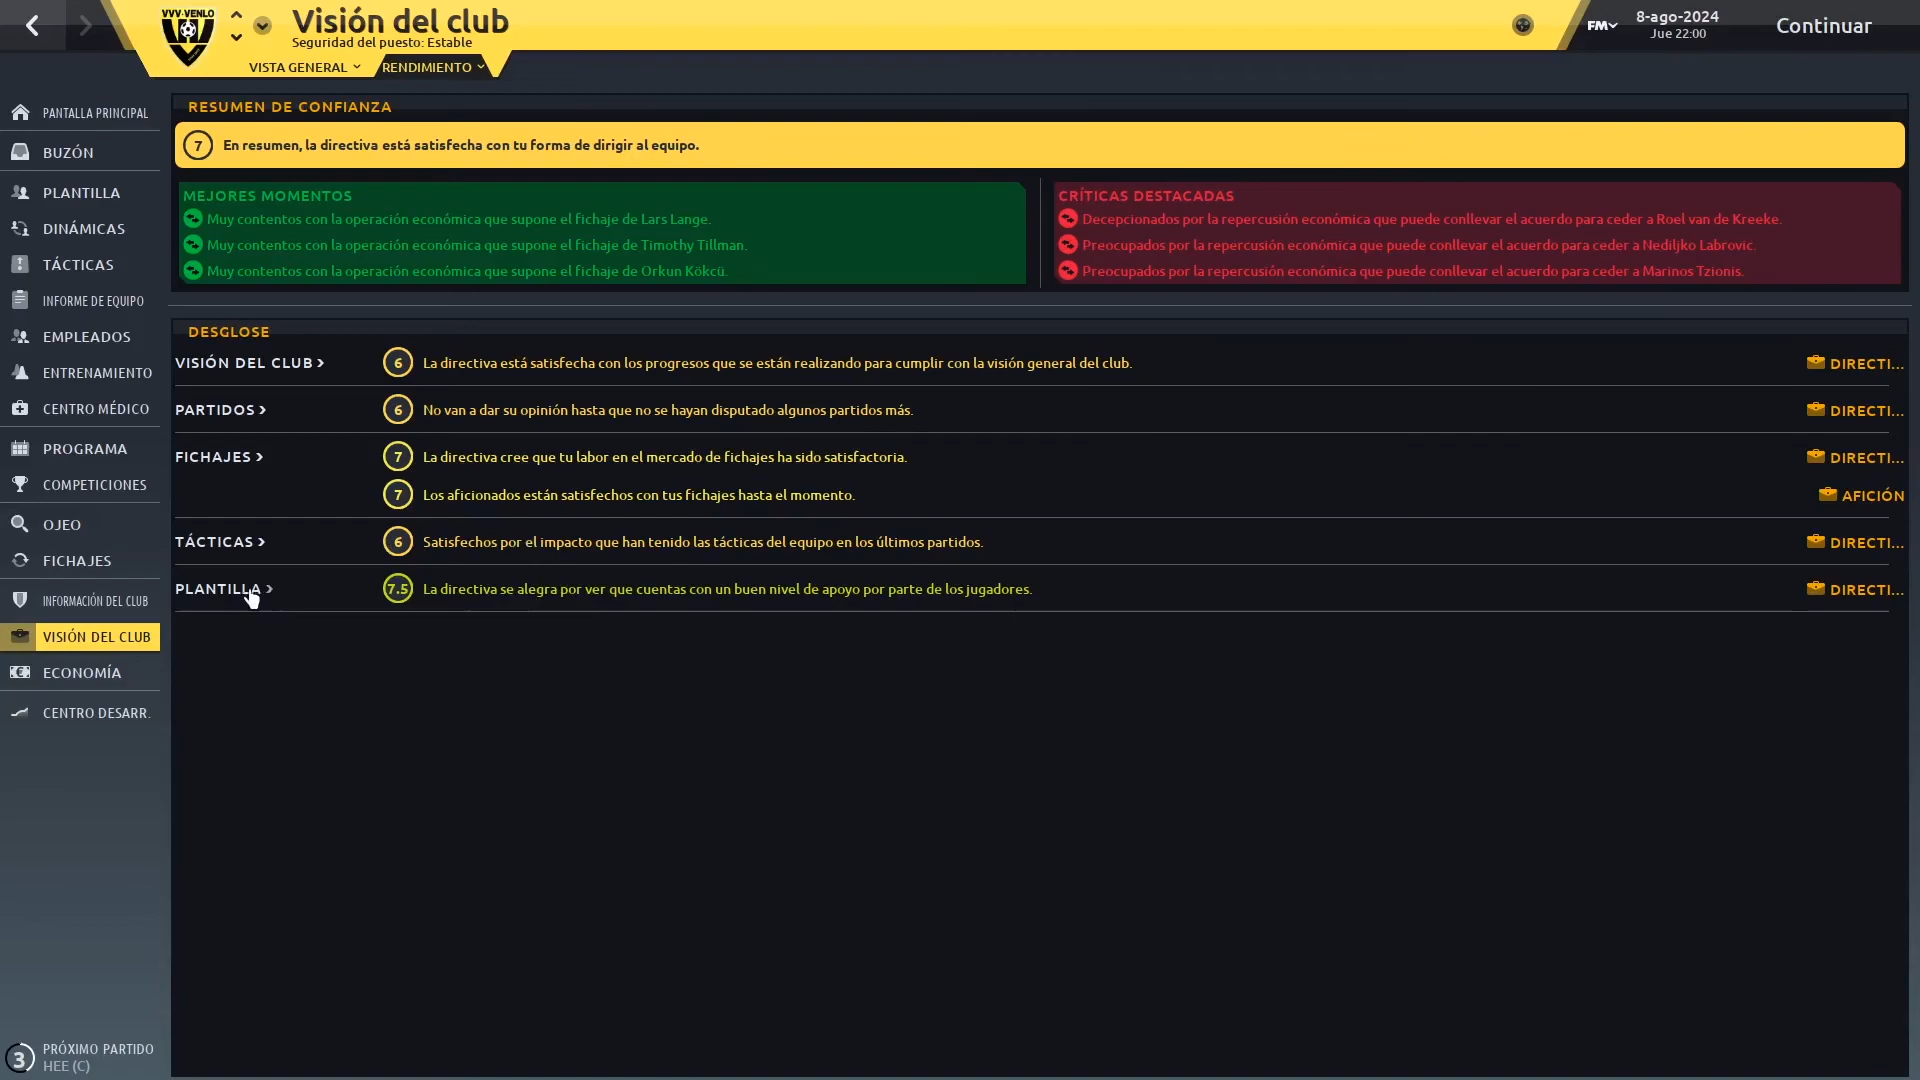 VVV-VENLO
Visión del club
Seguridad del puesto: Estable
VISTA GENERAL
RENDIMIENTO
FM
8-ago-2024
Jue 22:00
Continuar
PANTALLA PRINCIPAL
BUZÓN
PLANTILLA
DINÁMICAS
TÁCTICAS
INFORME DE EQUIPO
EMPLEADOS
ENTRENAMIENTO
CENTRO MÉDICO
PROGRAMA
COMPETICIONES
OJEO
FICHAJES
INFORMACIÓN DEL CLUB
VISIÓN DEL CLUB
ECONOMÍA
CENTRO DESARR.
3
PRÓXIMO PARTIDO
HEE (C)
RESUMEN DE CONFIANZA
7 En resumen, la directiva está satisfecha con tu forma de dirigir al equipo.
MEJORES MOMENTOS
Muy contentos con la operación económica que supone el fichaje de Lars Lange.
Muy contentos con la operación económica que supone el fichaje de Timothy Tillman.
Muy contentos con la operación económica que supone el fichaje de Orkun Kökcü.
CRÍTICAS DESTACADAS
Decepcionados por la repercusión económica que puede conllevar el acuerdo para ceder a Roel van de Kreeke.
Preocupados por la repercusión económica que puede conllevar el acuerdo para ceder a Nediljko Labrovic.
Preocupados por la repercusión económica que puede conllevar el acuerdo para ceder a Marinos Tzionis.
DESGLOSE
VISIÓN DEL CLUB > 6 La directiva está satisfecha con los progresos que se están realizando para cumplir con la visión general del club. DIRECTI...
PARTIDOS > 6 No van a dar su opinión hasta que no se hayan disputado algunos partidos más. DIRECTI...
FICHAJES > 7 La directiva cree que tu labor en el mercado de fichajes ha sido satisfactoria. DIRECTI...
7 Los aficionados están satisfechos con tus fichajes hasta el momento. AFICIÓN
TÁCTICAS > 6 Satisfechos por el impacto que han tenido las tácticas del equipo en los últimos partidos. DIRECTI...
PLANTILLA > 7.5 La directiva se alegra por ver que cuentas con un buen nivel de apoyo por parte de los jugadores. DIRECTI...